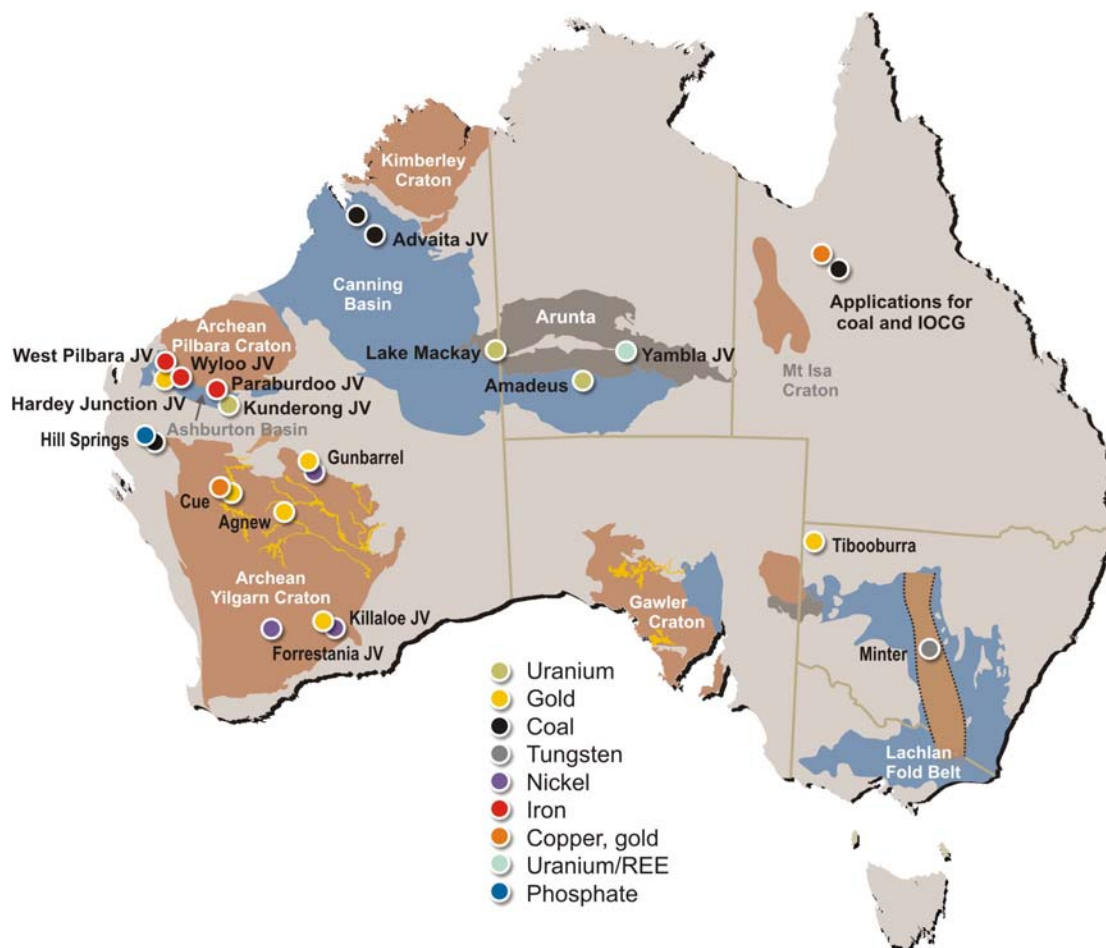 Kimberley
Craton
Advaita JV
Canning
Basin
Archean
Pilbara Craton
West Pilbara JV
Wyloo JV
Paraburdoo JV
Hardey Junction JV
Kunderong JV
Ashburton Basin
Hill Springs
Arunta
Lake Mackay
Yambla JV
Amadeus
Applications for
coal and IOCG
Mt Isa
Craton
Gunbarrel
Cue
Agnew
Archean
Yilgarn Craton
Killaloe JV
Forrestania JV
Gawler
Craton
Tibooburra
Minter
Lachlan
Fold Belt
Uranium
Gold
Coal
Tungsten
Nickel
Iron
Copper, gold
Uranium/REE
Phosphate